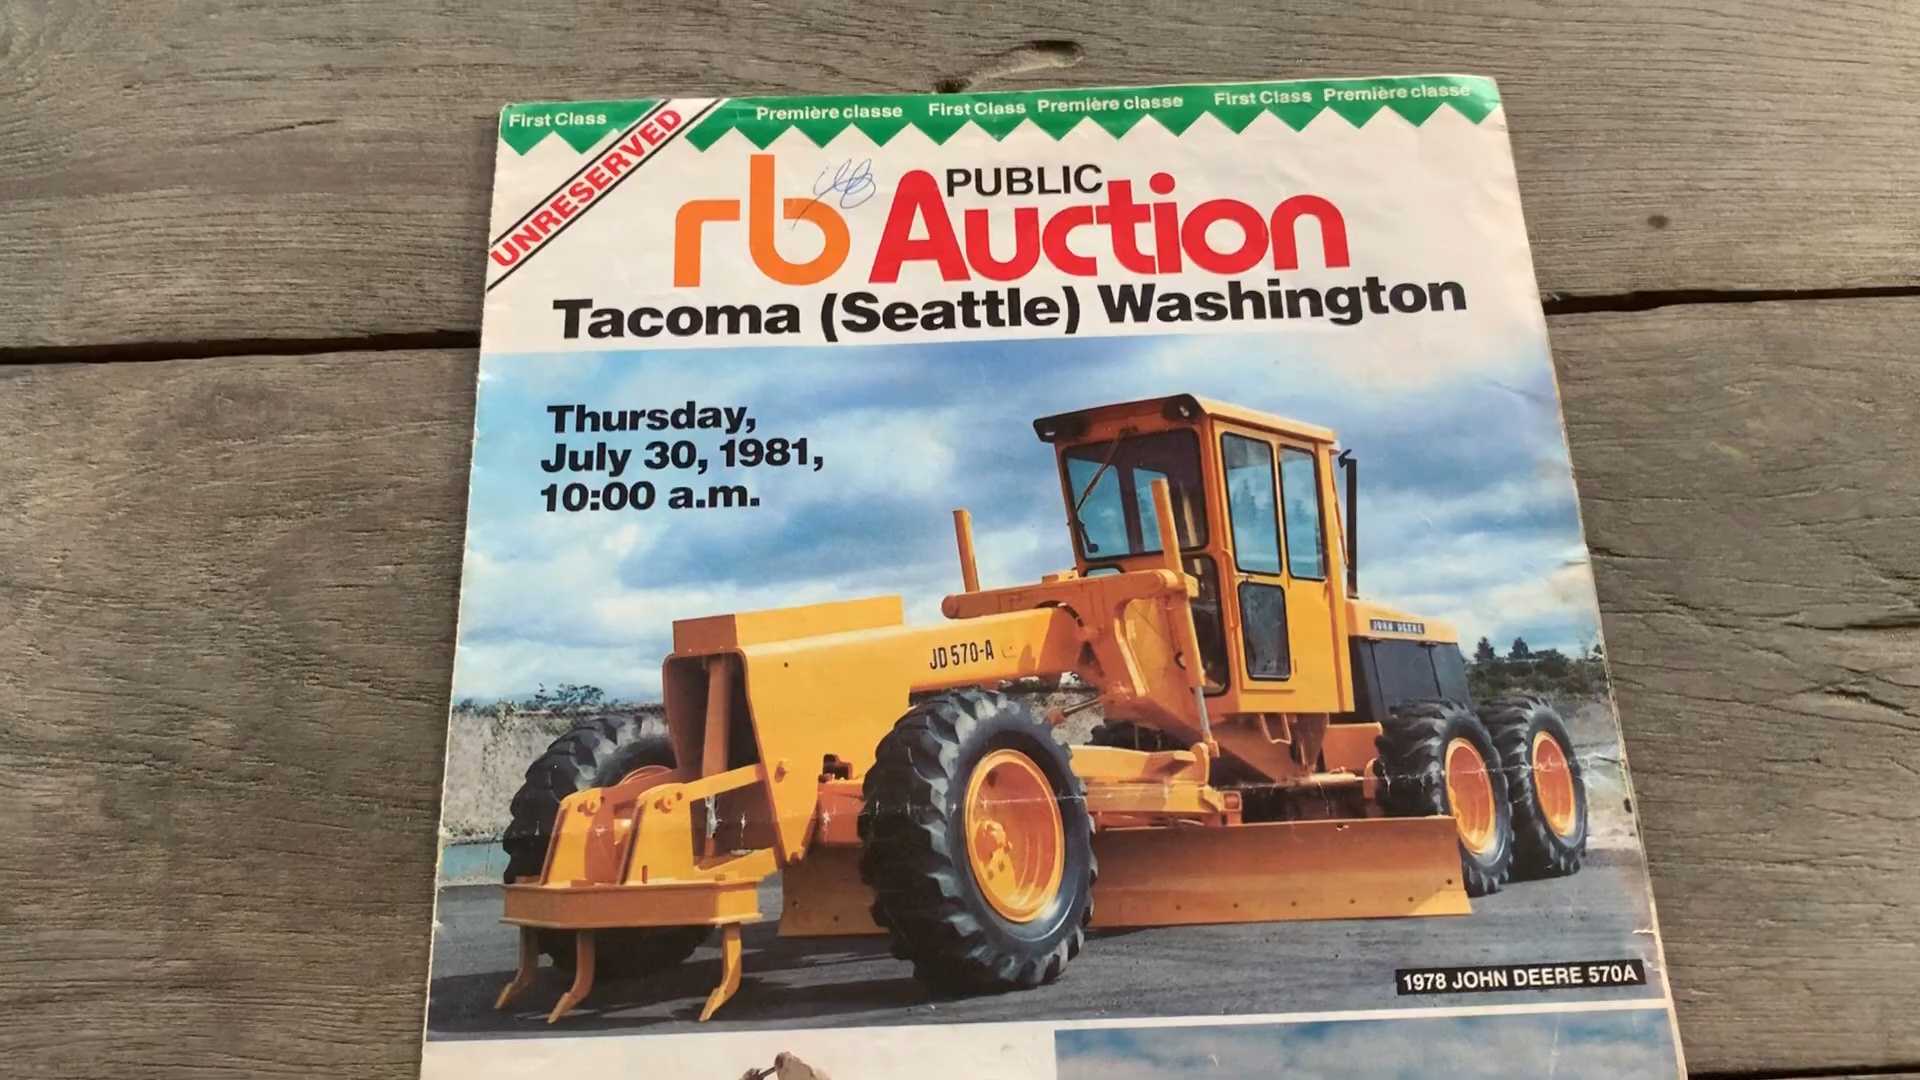 First Class Première classe First Class Première classe First Class Première classe
UNRESERVED
rb PUBLIC Auction
Tacoma (Seattle) Washington
Thursday,
July 30, 1981,
10:00 a.m.
JD 570-A
JOHN DEERE
1978 JOHN DEERE 570A